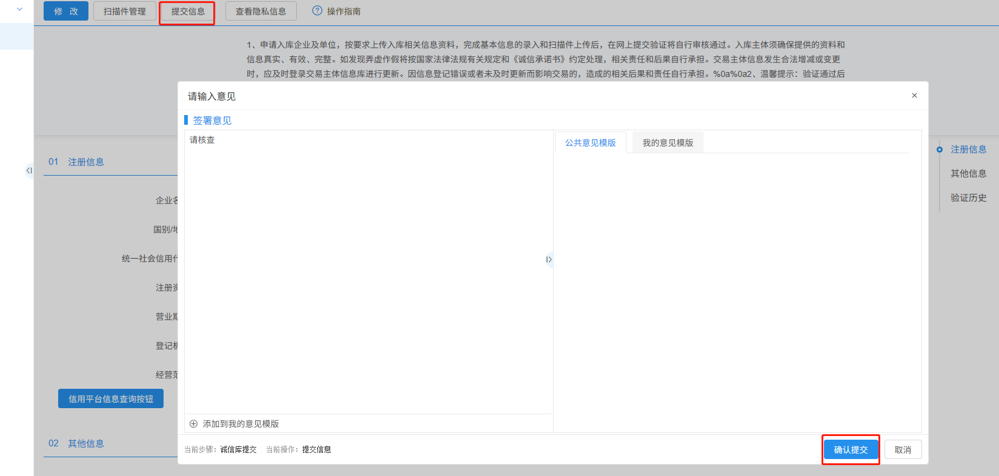 修 改
扫描件管理
提交信息
查看隐私信息
操作指南
1、申请入库企业及单位，按要求上传入库相关信息资料，完成基本信息的录入和扫描件上传后，在网上提交验证将自行审核通过。入库主体须确保提供的资料和
信息真实、有效、完整。如发现弄虚作假将按国家法律法规有关规定和《诚信承诺书》约定处理，相关责任和后果自行承担。交易主体信息发生合法增减或变更
时，应及时登录交易主体信息库进行更新。因信息登记错误或者未及时更新而影响交易的，造成的相关后果和责任自行承担。%0a%0a2、温馨提示：验证通过后
请输入意见
×
签署意见
请核查
公共意见模版
我的意见模版
添加到我的意见模版
当前步骤：诚信库提交 当前操作：提交信息
确认提交
取消
01 注册信息
企业名
国别/地
统一社会信用代
注册资
营业期
登记机
经营范
信用平台信息查询按钮
02 其他信息
注册信息
其他信息
验证历史